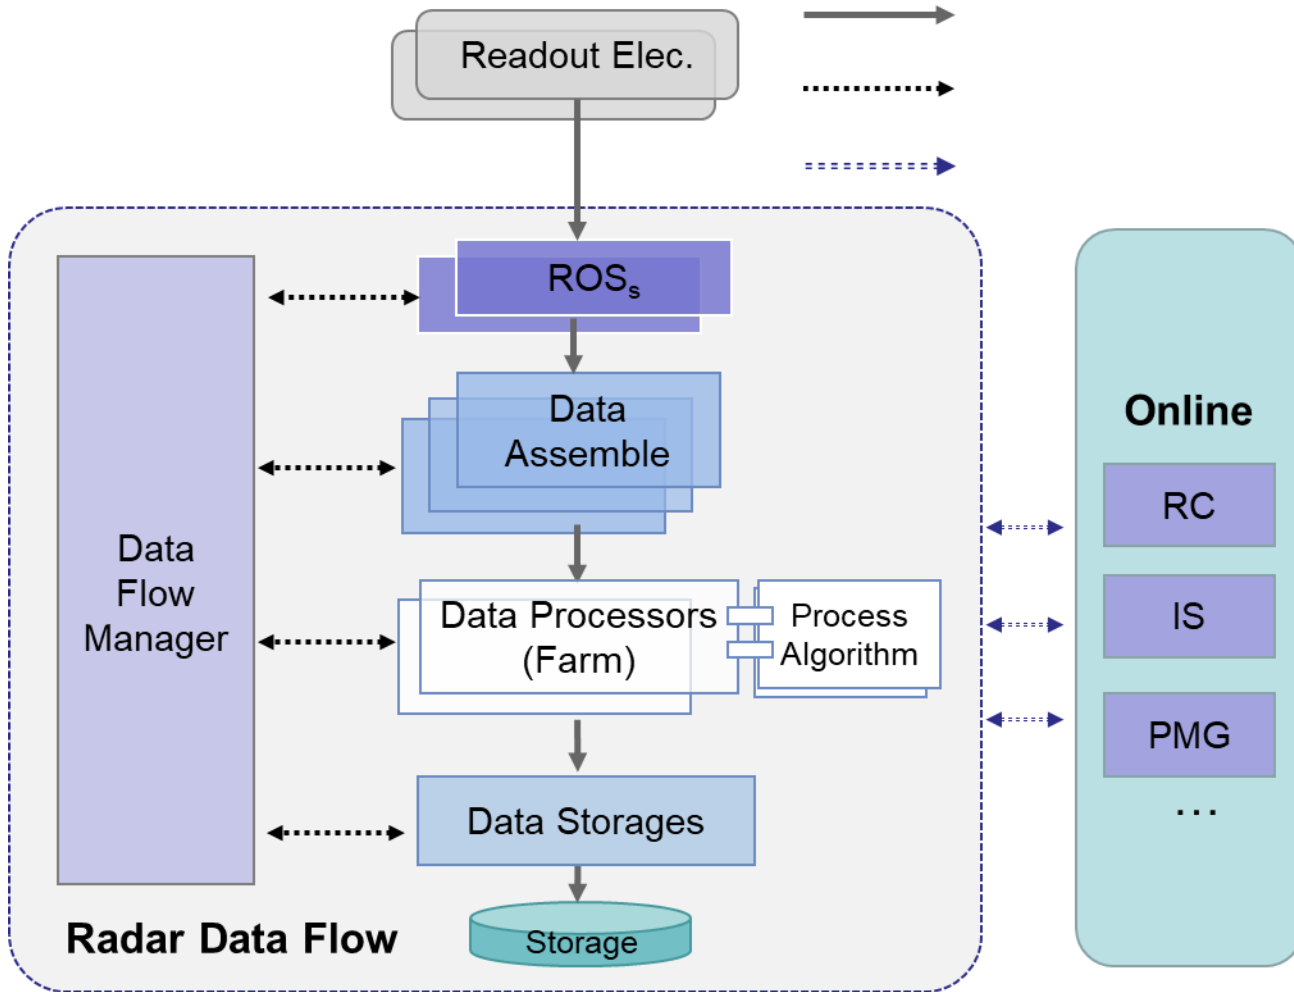 Readout Elec.
ROSs
Data
Assemble
Data
Flow
Manager
Data Processors
(Farm)
Process
Algorithm
Data Storages
Storage
Radar Data Flow
Online
RC
IS
PMG
...